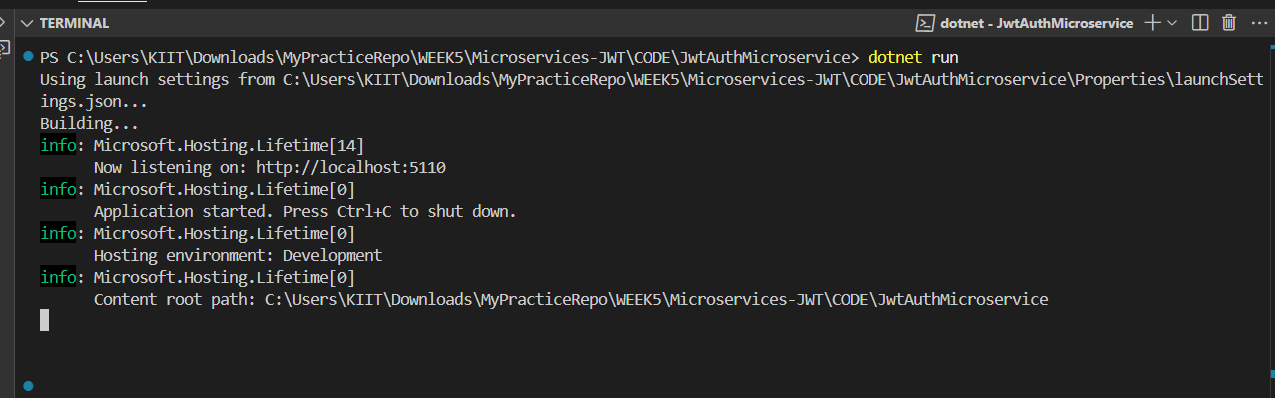 TERMINAL
dotnet - JwtAuthMicroservice
PS C:\Users\KIIT\Downloads\MyPracticeRepo\WEEK5\Microservices-JWT\CODE\JwtAuthMicroservice> dotnet run
Using launch settings from C:\Users\KIIT\Downloads\MyPracticeRepo\WEEK5\Microservices-JWT\CODE\JwtAuthMicroservice\Properties\launchSett
ings.json...
Building...
info: Microsoft.Hosting.Lifetime[14]
Now listening on: http://localhost:5110
info: Microsoft.Hosting.Lifetime[0]
Application started. Press Ctrl+C to shut down.
info: Microsoft.Hosting.Lifetime[0]
Hosting environment: Development
info: Microsoft.Hosting.Lifetime[0]
Content root path: C:\Users\KIIT\Downloads\MyPracticeRepo\WEEK5\Microservices-JWT\CODE\JwtAuthMicroservice